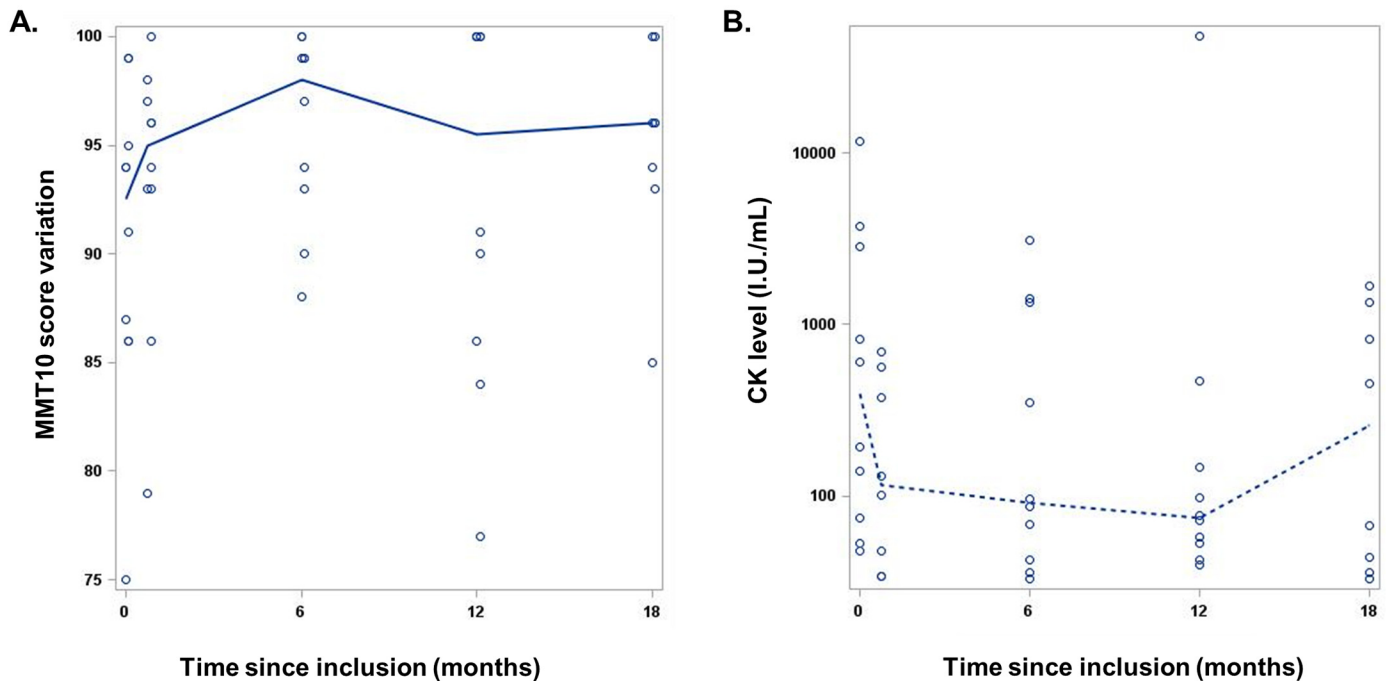 A.
MMT10 score variation
100
95
90
85
80
75
0 6 12 18
Time since inclusion (months)
B.
CK level (I.U./mL)
10000
1000
100
0 6 12 18
Time since inclusion (months)